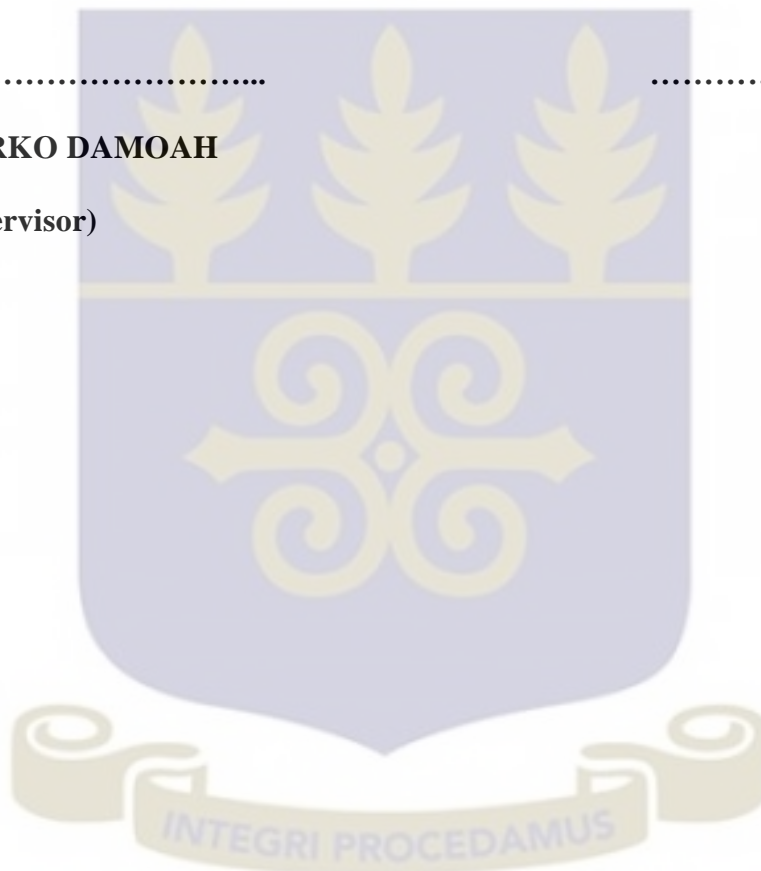 ……………………... …………
RKO DAMOAH
ervisor)
INTEGRI PROCEDAMUS